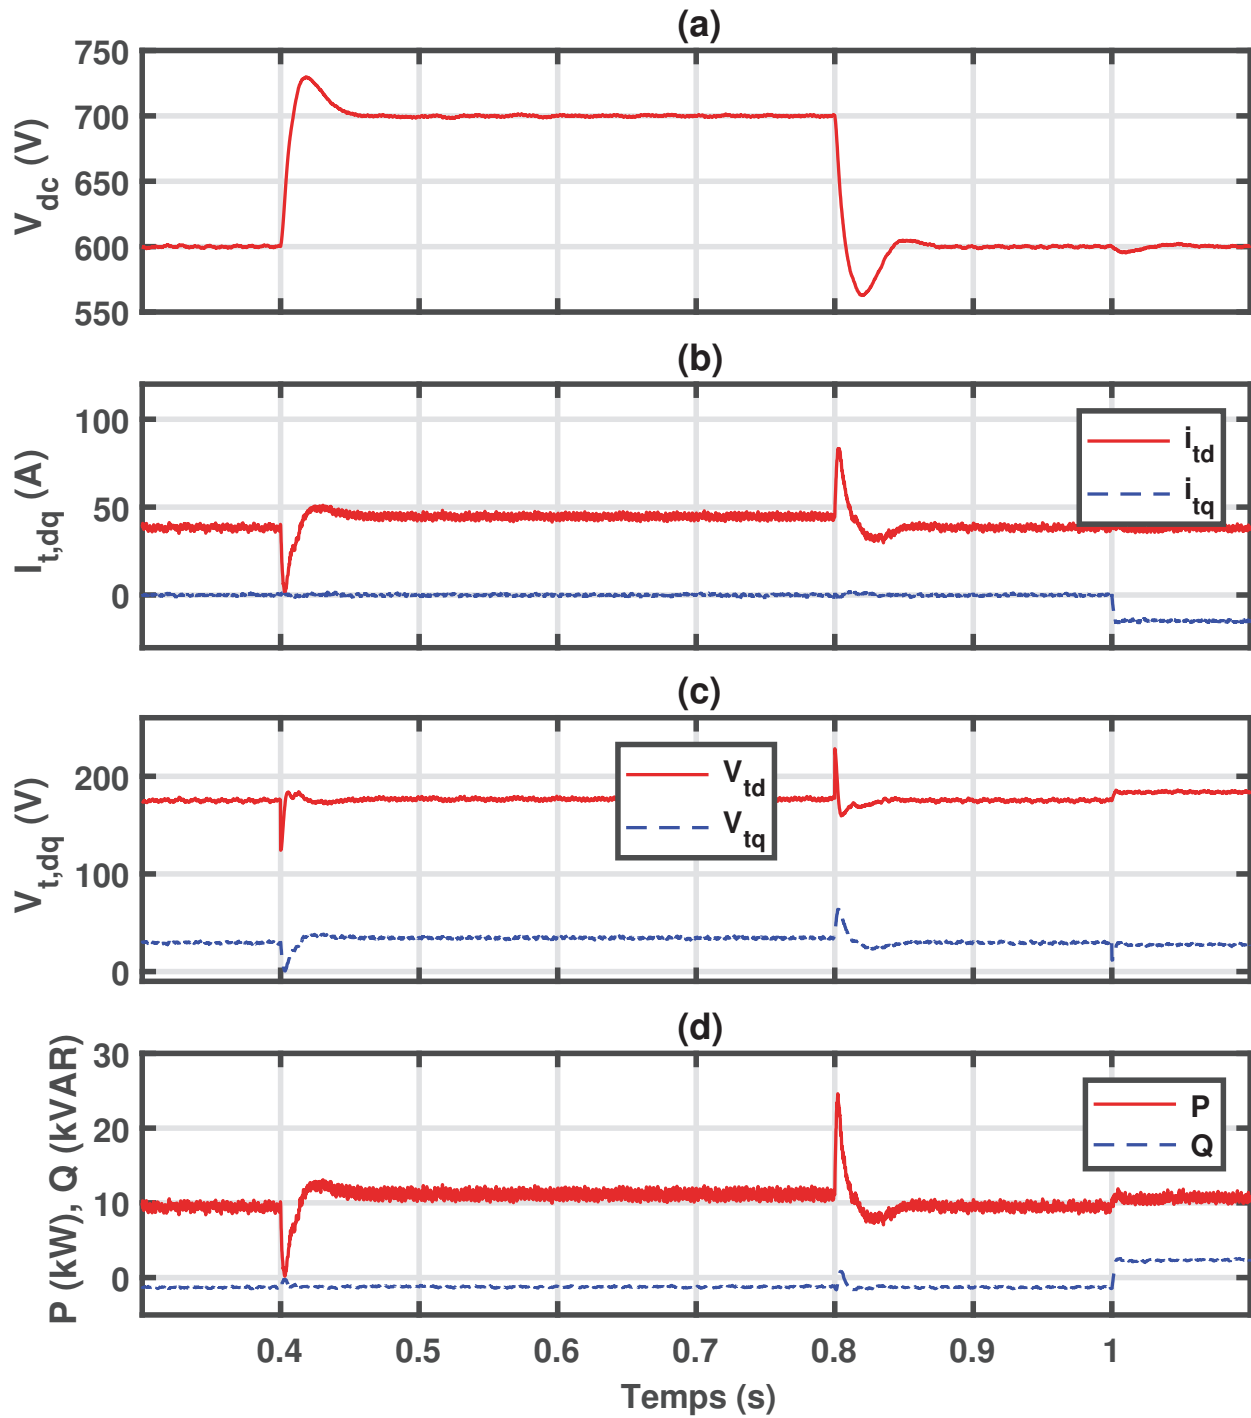 (a)
V_dc (V)
750
700
650
600
550
(b)
I_t,dq (A)
100
50
0
i_td
i_tq
(c)
V_t,dq (V)
200
100
0
V_td
V_tq
(d)
P (kW), Q (kVAR)
30
20
10
0
P
Q
0.4 0.5 0.6 0.7 0.8 0.9 1
Temps (s)